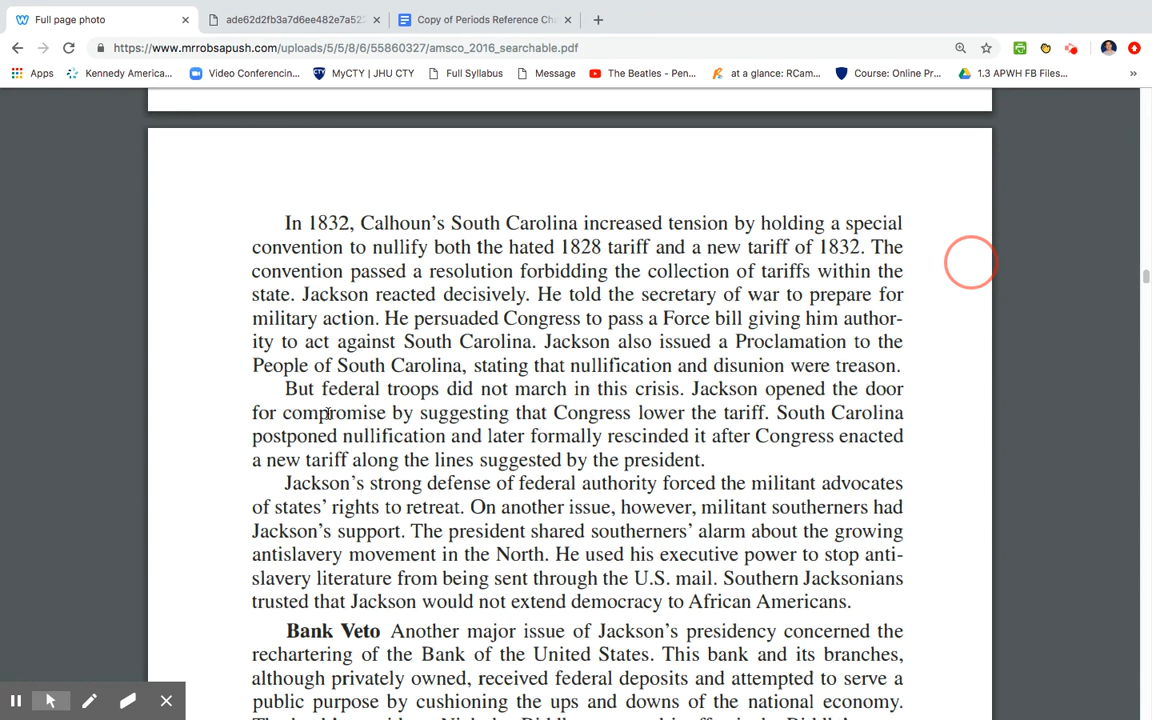 Full page photo
ade62d2fb3a7d6ee482e7a522
Copy of Periods Reference Cha
https://www.mrrobsapush.com/uploads/5/5/8/6/55860327/amsco_2016_searchable.pdf
Apps
Kennedy America...
Video Conferencin...
MyCTY | JHU CTY
Full Syllabus
Message
The Beatles - Pen...
at a glance: RCam...
Course: Online Pr...
1.3 APWH FB Files...
»
In 1832, Calhoun's South Carolina increased tension by holding a special
convention to nullify both the hated 1828 tariff and a new tariff of 1832. The
convention passed a resolution forbidding the collection of tariffs within the
state. Jackson reacted decisively. He told the secretary of war to prepare for
military action. He persuaded Congress to pass a Force bill giving him author-
ity to act against South Carolina. Jackson also issued a Proclamation to the
People of South Carolina, stating that nullification and disunion were treason.
But federal troops did not march in this crisis. Jackson opened the door
for compromise by suggesting that Congress lower the tariff. South Carolina
postponed nullification and later formally rescinded it after Congress enacted
a new tariff along the lines suggested by the president.
Jackson's strong defense of federal authority forced the militant advocates
of states' rights to retreat. On another issue, however, militant southerners had
Jackson's support. The president shared southerners' alarm about the growing
antislavery movement in the North. He used his executive power to stop anti-
slavery literature from being sent through the U.S. mail. Southern Jacksonians
trusted that Jackson would not extend democracy to African Americans.
Bank Veto Another major issue of Jackson's presidency concerned the
rechartering of the Bank of the United States. This bank and its branches,
although privately owned, received federal deposits and attempted to serve a
public purpose by cushioning the ups and downs of the national economy.